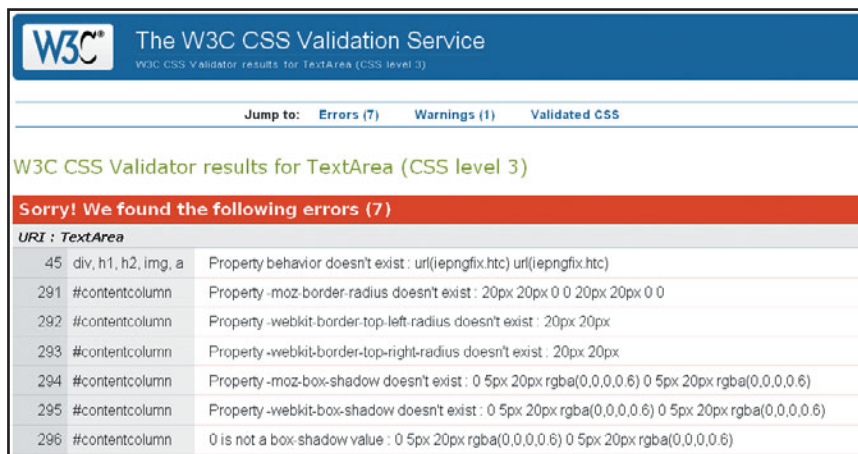 W3C® The W3C CSS Validation Service
W3C CSS Validator results for TextArea (CSS level 3)
Jump to: Errors (7) Warnings (1) Validated CSS
W3C CSS Validator results for TextArea (CSS level 3)
Sorry! We found the following errors (7)
URI : TextArea
45 div, h1, h2, img, a Property behavior doesn't exist : url(iepngfix.htc) url(iepngfix.htc)
291 #contentcolumn Property -moz-border-radius doesn't exist : 20px 20px 0 0 20px 20px 0 0
292 #contentcolumn Property -webkit-border-top-left-radius doesn't exist : 20px 20px
293 #contentcolumn Property -webkit-border-top-right-radius doesn't exist : 20px 20px
294 #contentcolumn Property -moz-box-shadow doesn't exist : 0 5px 20px rgba(0,0,0,0.6) 0 5px 20px rgba(0,0,0,0.6)
295 #contentcolumn Property -webkit-box-shadow doesn't exist : 0 5px 20px rgba(0,0,0,0.6) 0 5px 20px rgba(0,0,0,0.6)
296 #contentcolumn 0 is not a box-shadow value : 0 5px 20px rgba(0,0,0,0.6) 0 5px 20px rgba(0,0,0,0.6)